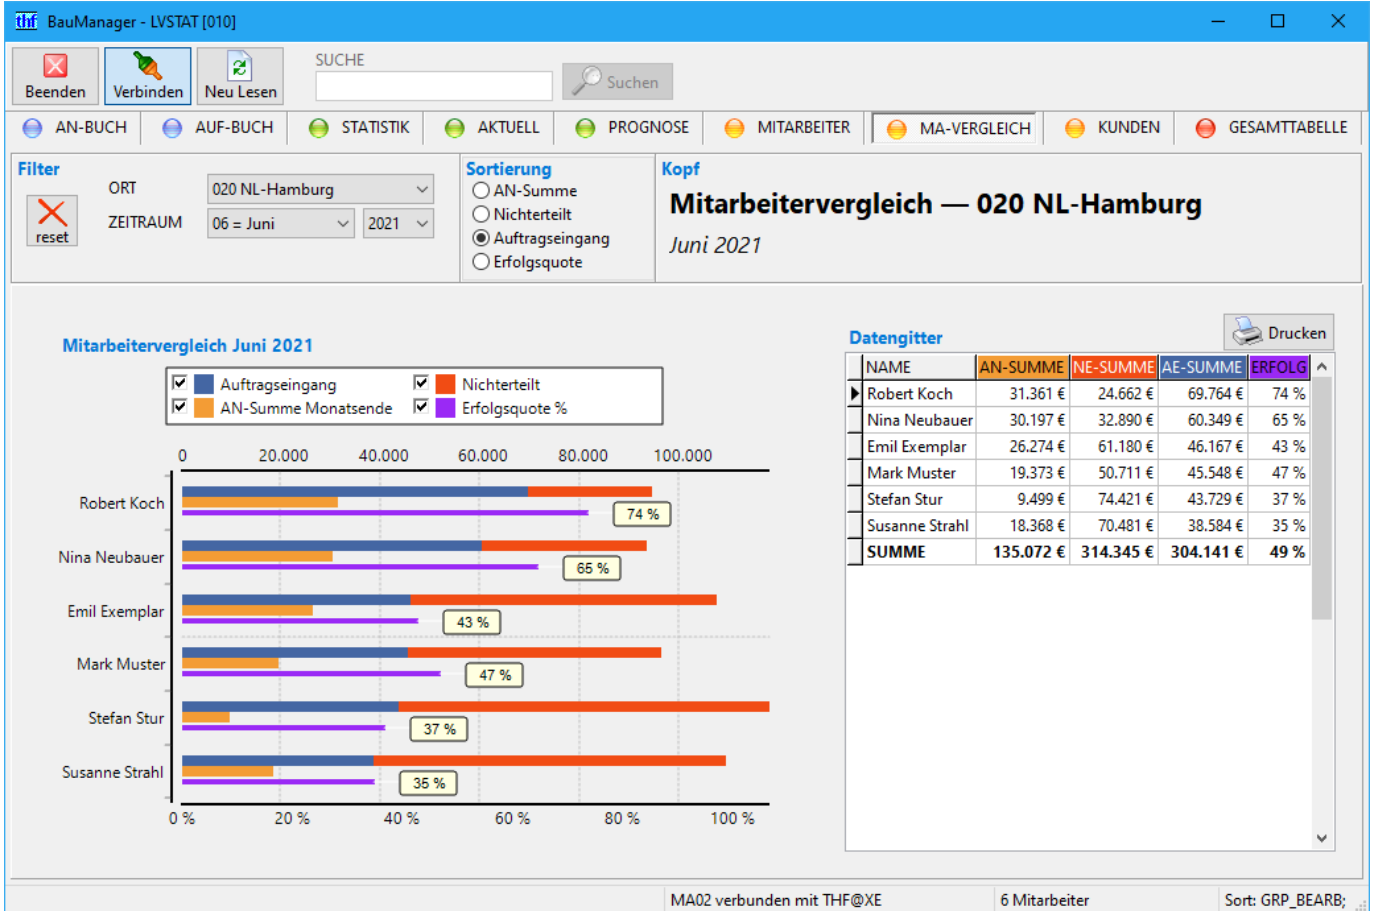 thf BauManager - LVSTAT [010]
Beenden Verbinden Neu Lesen SUCHE Suchen
AN-BUCH AUF-BUCH STATISTIK AKTUELL PROGNOSE MITARBEITER MA-VERGLEICH KUNDEN GESAMTTABELLE
Filter
reset
ORT 020 NL-Hamburg
ZEITRAUM 06 = Juni 2021
Sortierung
AN-Summe
Nichterteilt
Auftragseingang
Erfolgsquote
Kopf
Mitarbeitervergleich — 020 NL-Hamburg
Juni 2021
Mitarbeitervergleich Juni 2021
Auftragseingang Nichterteilt
AN-Summe Monatsende Erfolgsquote %
0 20.000 40.000 60.000 80.000 100.000
Robert Koch 74 %
Nina Neubauer 65 %
Emil Exemplar 43 %
Mark Muster 47 %
Stefan Stur 37 %
Susanne Strahl 35 %
0 % 20 % 40 % 60 % 80 % 100 %
Datengitter
Drucken
NAME AN-SUMME NE-SUMME AE-SUMME ERFOLG
Robert Koch 31.361 € 24.662 € 69.764 € 74 %
Nina Neubauer 30.197 € 32.890 € 60.349 € 65 %
Emil Exemplar 26.274 € 61.180 € 46.167 € 43 %
Mark Muster 19.373 € 50.711 € 45.548 € 47 %
Stefan Stur 9.499 € 74.421 € 43.729 € 37 %
Susanne Strahl 18.368 € 70.481 € 38.584 € 35 %
SUMME 135.072 € 314.345 € 304.141 € 49 %
MA02 verbunden mit THF@XE 6 Mitarbeiter Sort: GRP_BEARB;